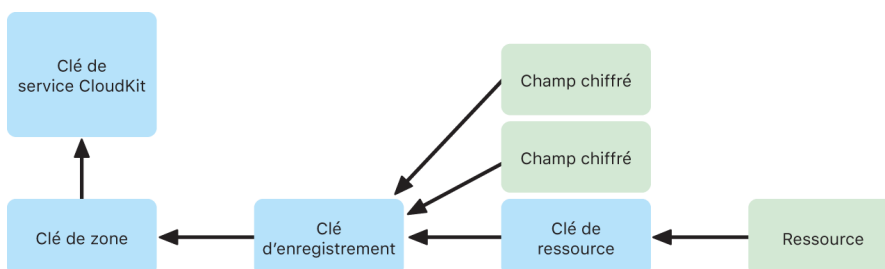 Clé de
service CloudKit
Champ chiffré
Champ chiffré
Clé de zone
Clé
d’enregistrement
Clé de
ressource
Ressource